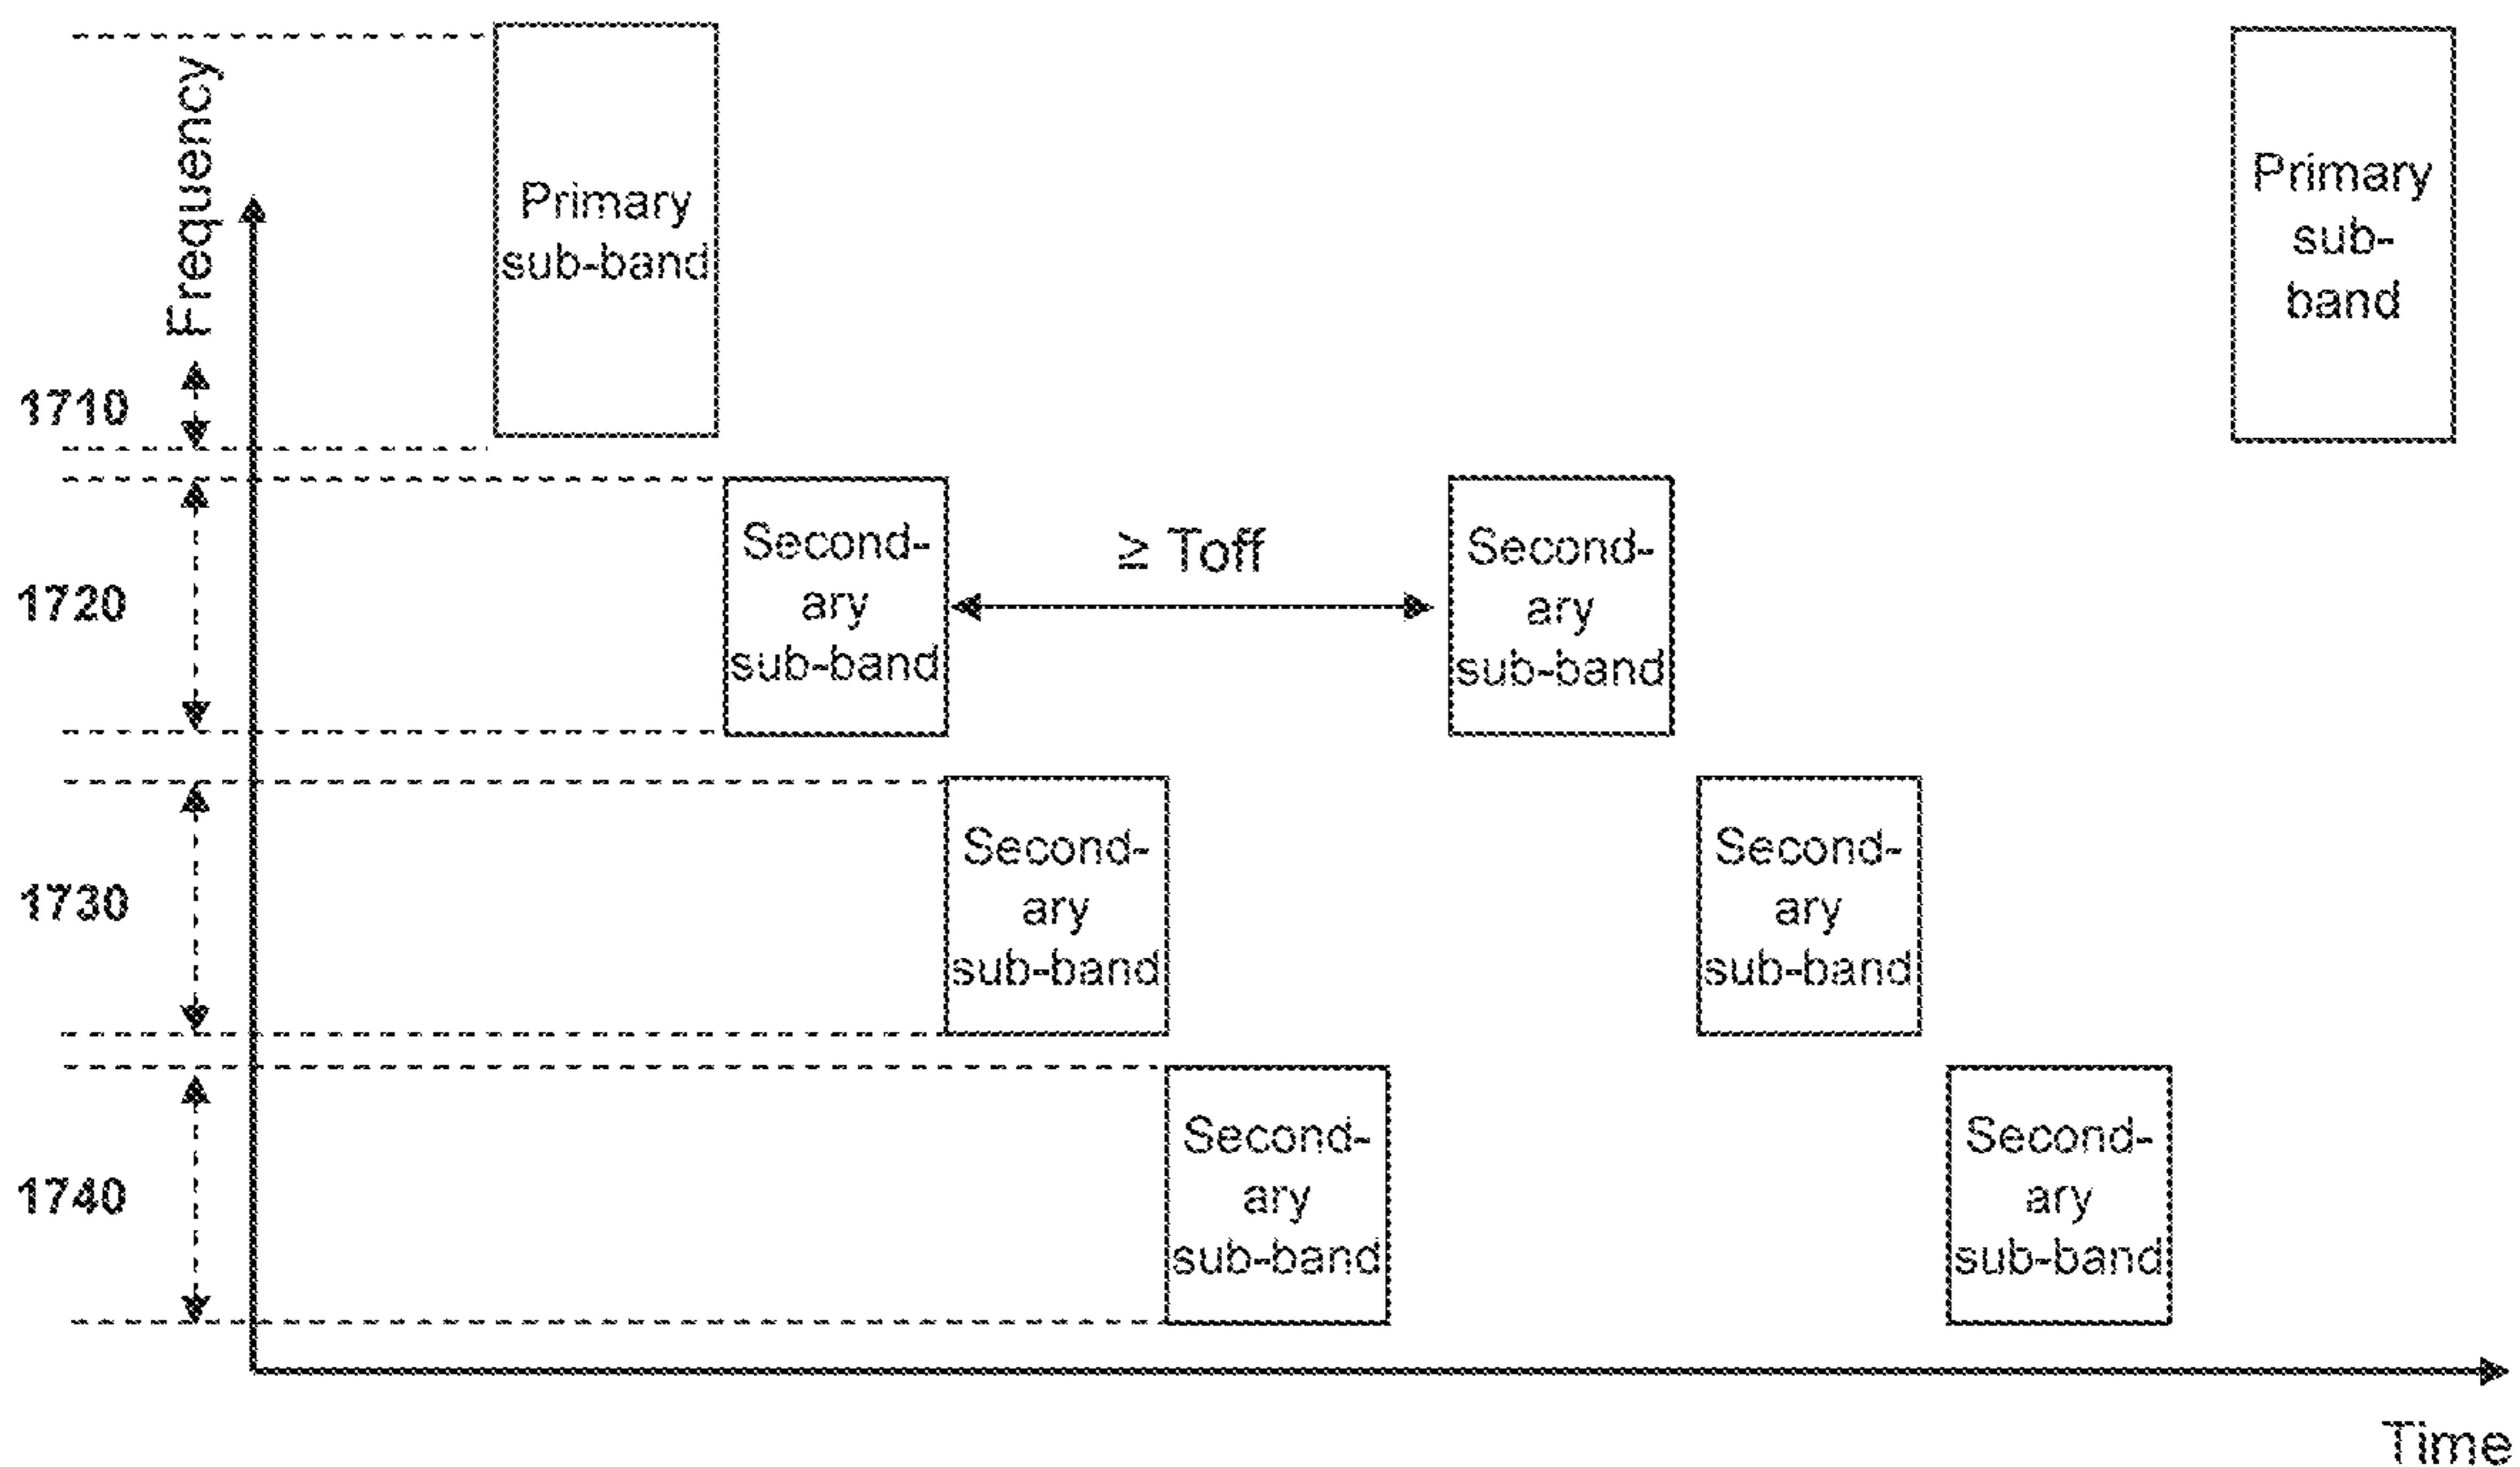 Frequency
Primary
sub-band
Primary
sub-
band
1710
1720
Second-
ary
sub-band
≥ Toff
Second-
ary
sub-band
1730
Second-
ary
sub-band
Second-
ary
sub-band
1740
Second-
ary
sub-band
Second-
ary
sub-band
Time